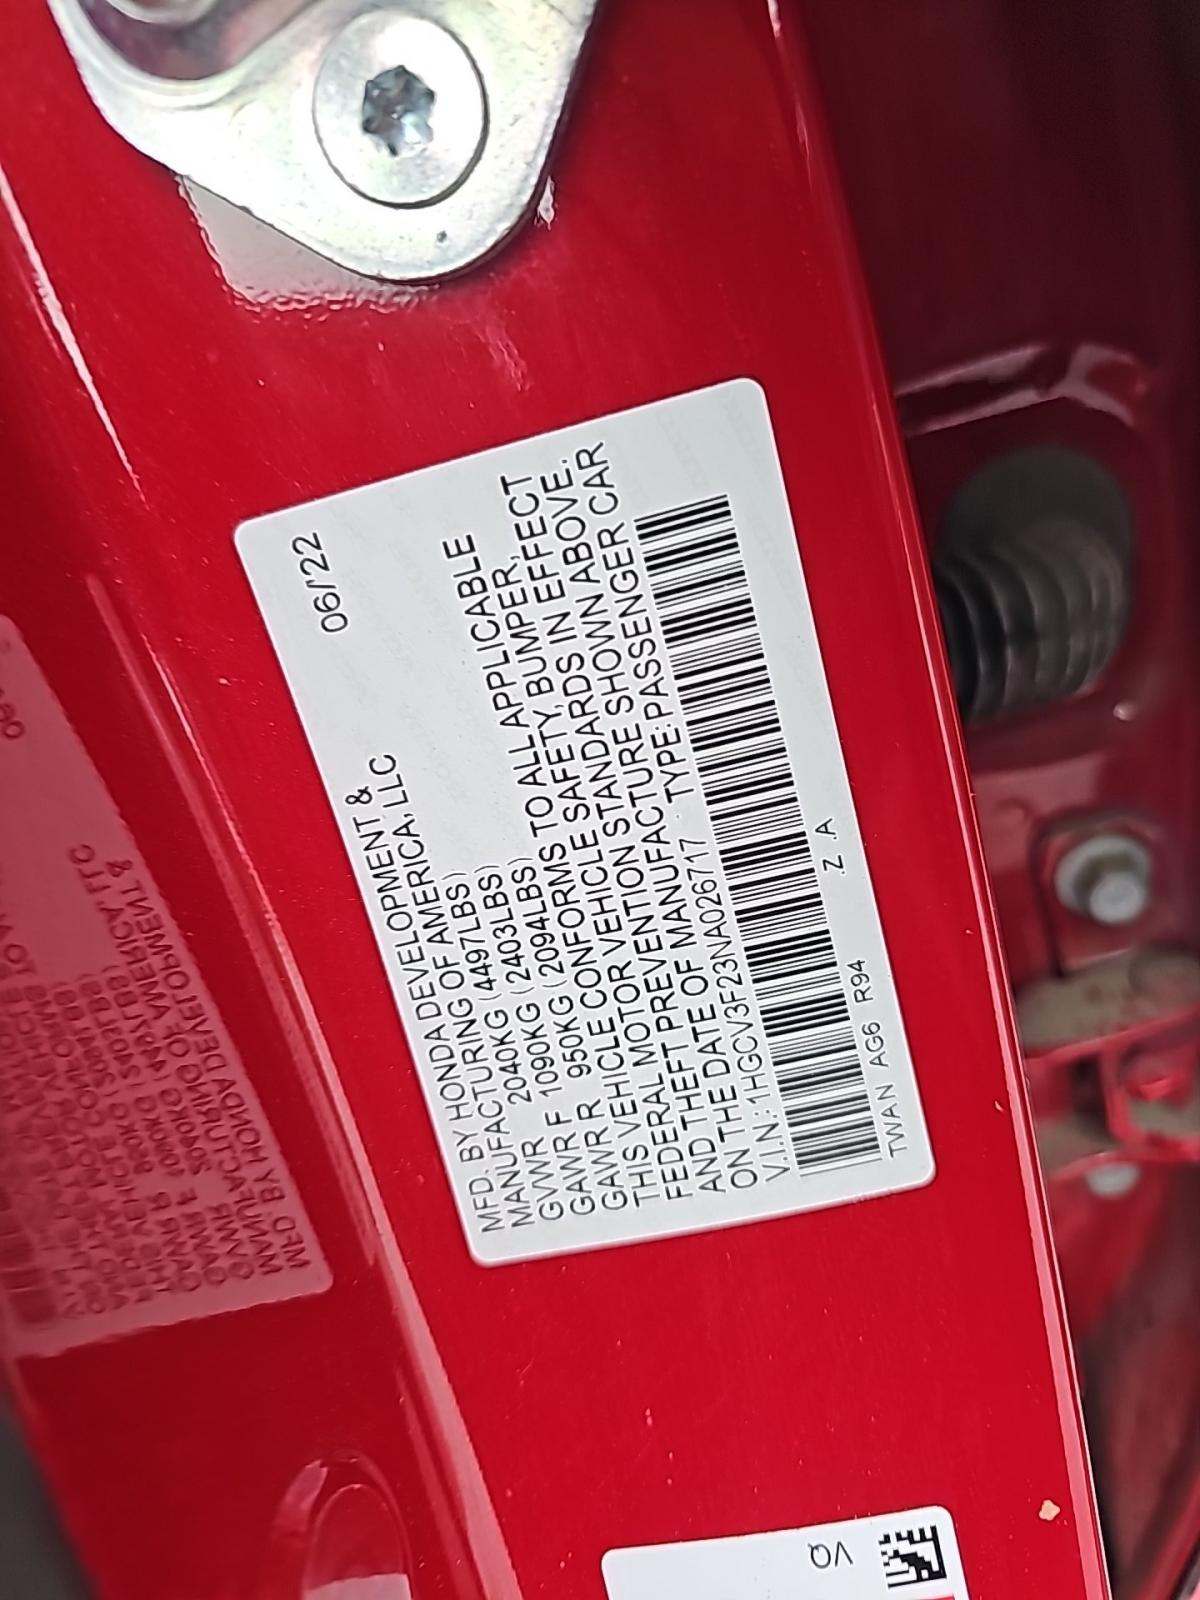 06/22
MFD. BY HONDA DEVELOPMENT &
MANUFACTURING OF AMERICA, LLC
GVWR 2040KG (4497LBS)
GAWR F 1090KG (2403LBS)
GAWR R 950KG (2094LBS)
THIS VEHICLE CONFORMS TO ALL APPLICABLE
FEDERAL MOTOR VEHICLE SAFETY, BUMPER,
AND THEFT PREVENTION STANDARDS IN EFFECT
ON THE DATE OF MANUFACTURE SHOWN ABOVE.
V.I.N.:1HGCV3F23NA026717 TYPE:PASSENGER CAR
.Z .A
TWAN AG6 R94
VQ